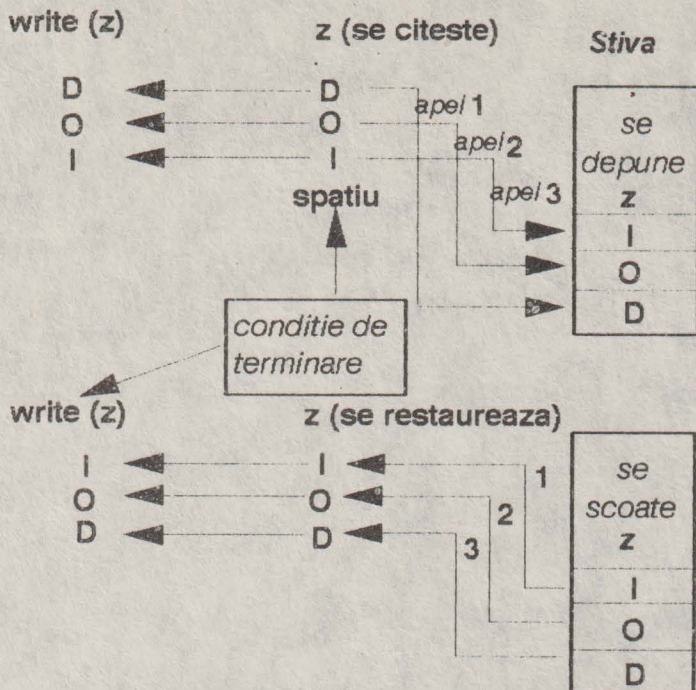 write (z) z (se citeste) Stiva
D D apel 1 se
O O apel 2 depune
I I apel 3 z
spatiu I
O
D
conditie de
terminare
write (z) z (se restaureaza)
I I 1 se
O O 2 scoate
D D 3 z
I
O
D